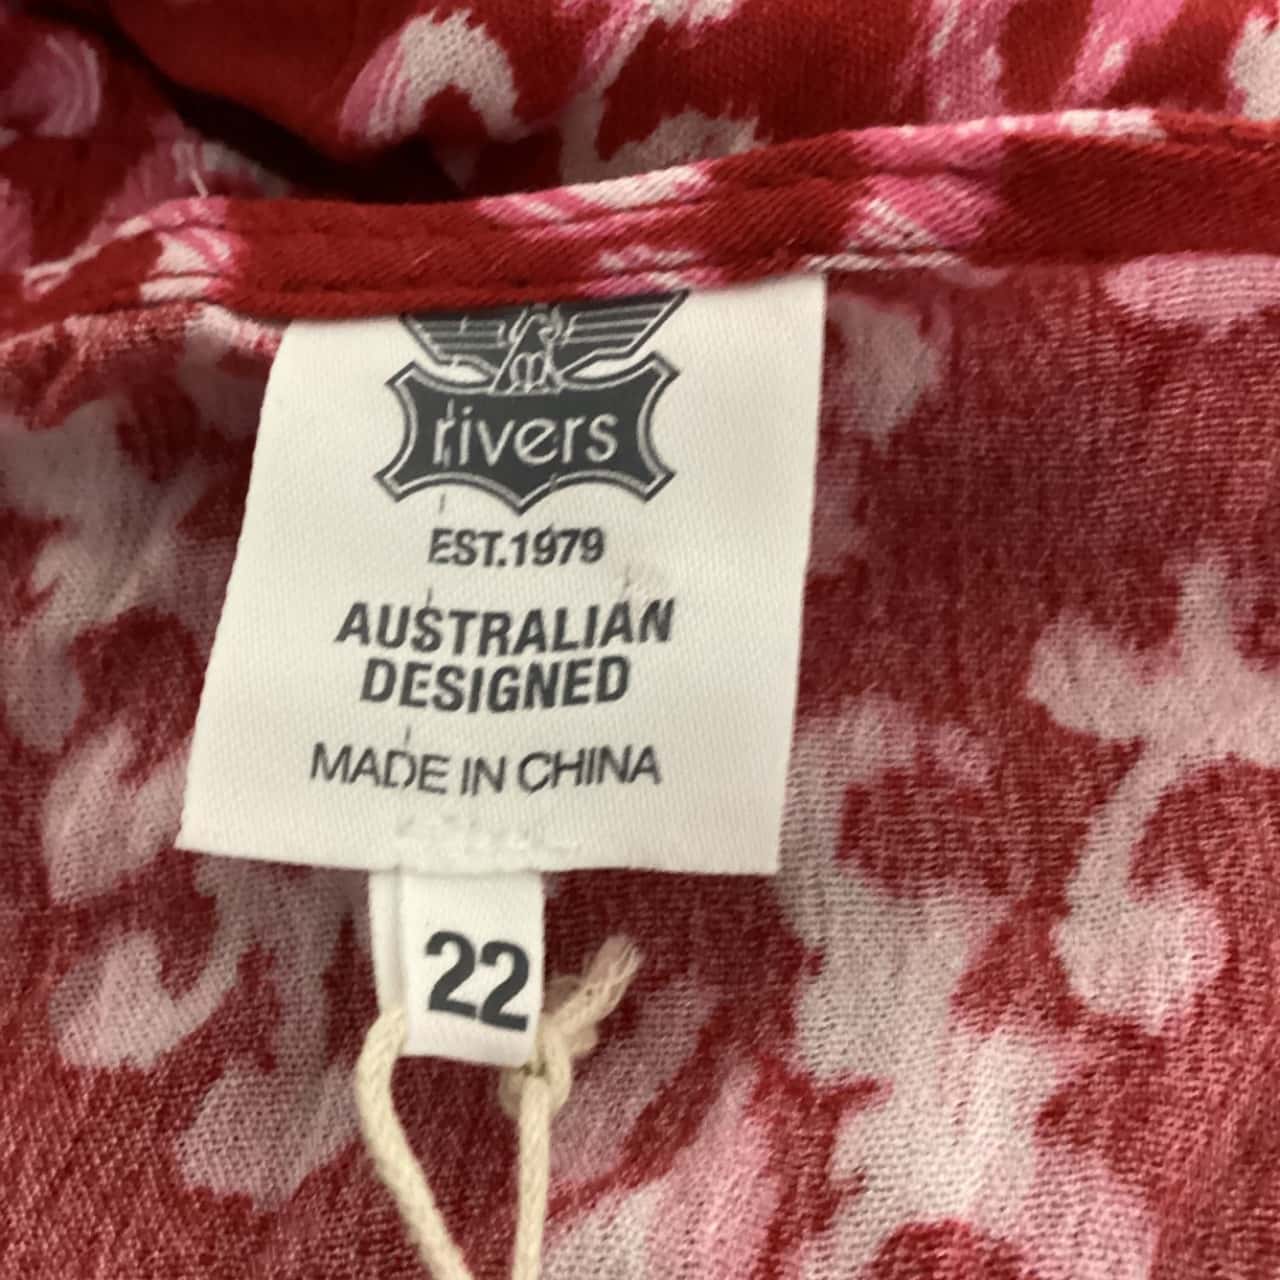 rivers
EST.1979
AUSTRALIAN
DESIGNED
MADE IN CHINA
22